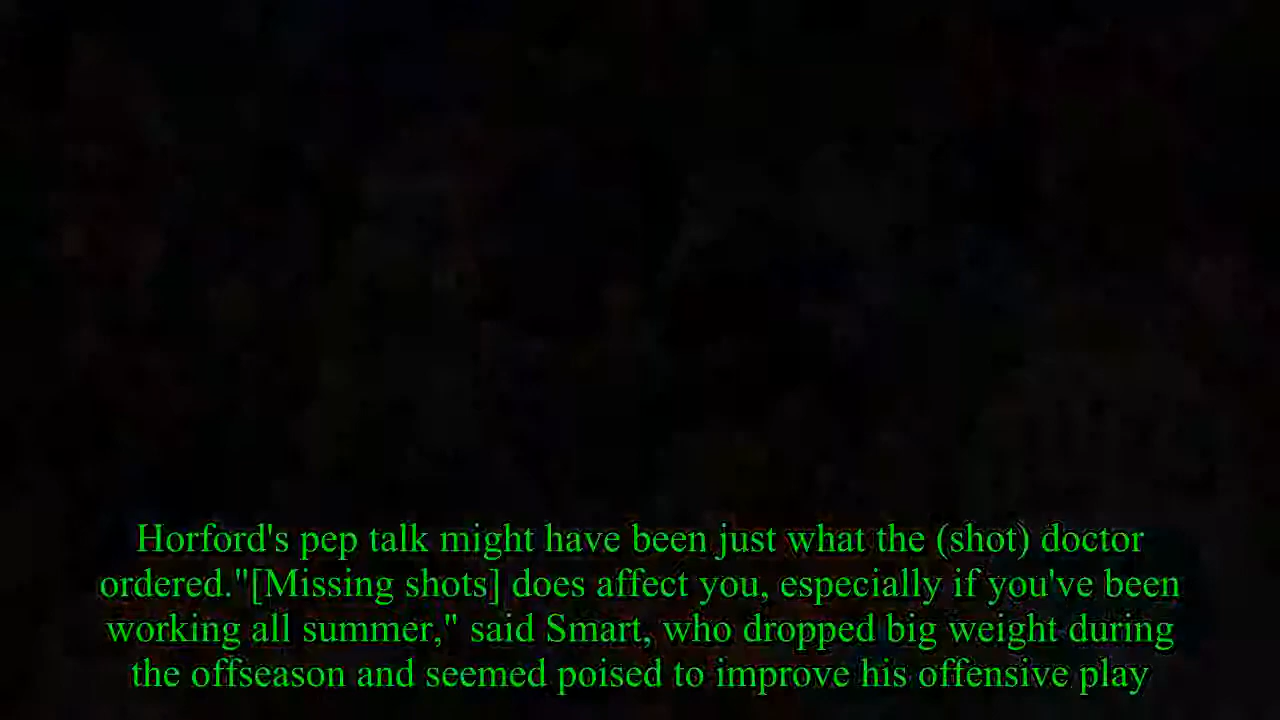 Horford's pep talk might have been just what the (shot) doctor
ordered."[Missing shots] does affect you, especially if you've been
working all summer," said Smart, who dropped big weight during
the offseason and seemed poised to improve his offensive play